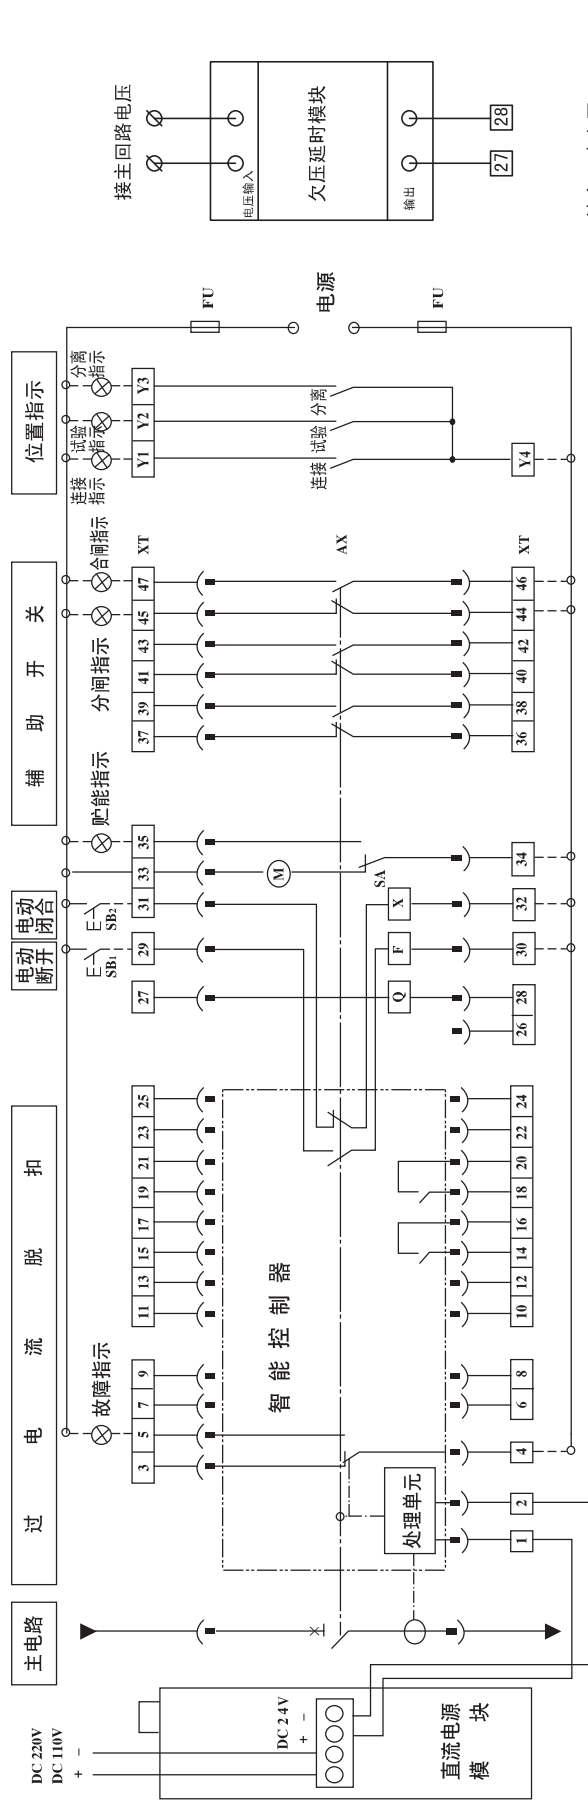 DC 220V
DC 110V
+ −
DC 2 4V
+ −
直流电源
模 块
主电路
过 电 流 脱 扣
电动
断开
电动
闭合
辅 助 开 关
位置指示
故障指示
SB1
SB2
贮能指示
分闸指示
合闸指示
连接
指示
试验
指示
分离
指示
3 5 7 9 11 13 15 17 19 21 23 25 27 29 31 33 35 37 39 41 43 45 47 XT Y1 Y2 Y3
智 能 控 制 器
处理单元
M
SA
Q F X
AX
连接
试验
分离
1 2 4 6 8 10 12 14 16 18 20 22 24 26 28 30 32 34 36 38 40 42 44 46 XT Y4
FU
电源
FU
接主回路电压
电压输入
欠压延时模块
输出
27 28